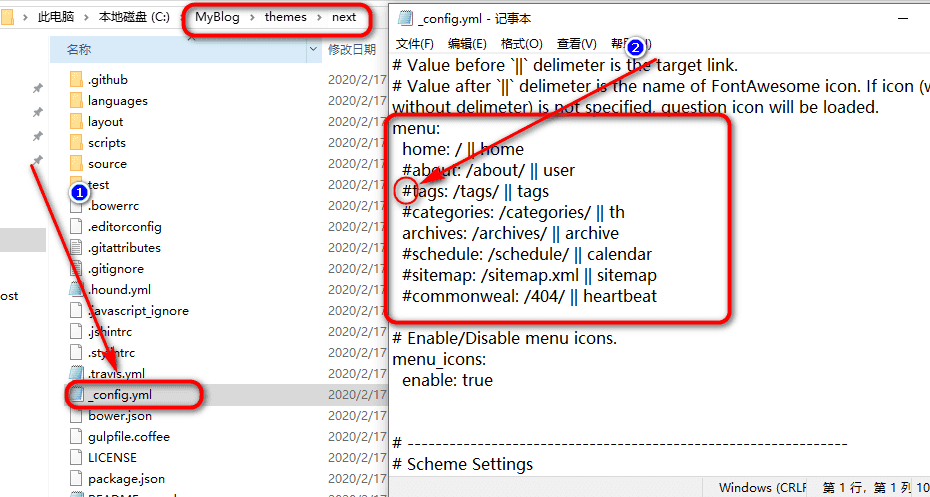 此电脑 › 本地磁盘 (C:) › MyBlog › themes › next
名称
修改日期
.github
2020/2/17
languages
2020/2/17
layout
2020/2/17
scripts
2020/2/17
source
2020/2/17
test
2020/2/17
.bowerrc
2020/2/17
.editorconfig
2020/2/17
.gitattributes
2020/2/17
.gitignore
2020/2/17
.hound.yml
2020/2/17
.javascript_ignore
2020/2/17
.jshintrc
2020/2/17
.stylintrc
2020/2/17
.travis.yml
2020/2/17
_config.yml
2020/2/17
bower.json
2020/2/17
gulpfile.coffee
2020/2/17
LICENSE
2020/2/17
package.json
2020/2/17
ost
1
2
_config.yml - 记事本
文件(F) 编辑(E) 格式(O) 查看(V)
# Value before `||` delimeter is the target link.
# Value after `||` delimeter is the name of FontAwesome icon. If icon (w
without delimeter) is not specified, question icon will be loaded.
menu:
home: / || home
#about: /about/ || user
#tags: /tags/ || tags
#categories: /categories/ || th
archives: /archives/ || archive
#schedule: /schedule/ || calendar
#sitemap: /sitemap.xml || sitemap
#commonweal: /404/ || heartbeat
# Enable/Disable menu icons.
menu_icons:
enable: true
# ---------------------------------------------------------------
# Scheme Settings
Windows (CRLF 第 1 行，第 1 列 10